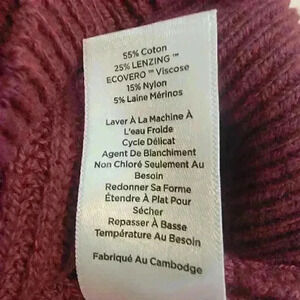 55% Coton
25% LENZING™
ECOVERO™ Viscose
15% Nylon
5% Laine Mérinos
Laver À La Machine À
L'eau Froide
Cycle Délicat
Agent De Blanchiment
Non Chloré Seulement Au
Besoin
Redonner Sa Forme
Étendre À Plat Pour
Sécher
Repasser À Basse
Température Au Besoin
Fabriqué Au Cambodge